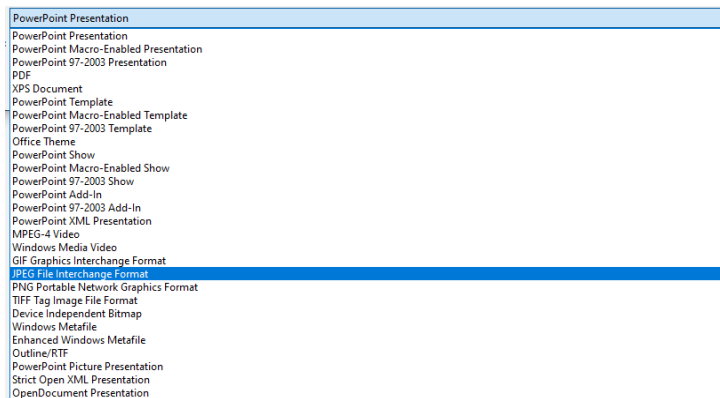 PowerPoint Presentation
PowerPoint Presentation
PowerPoint Macro-Enabled Presentation
PowerPoint 97-2003 Presentation
PDF
XPS Document
PowerPoint Template
PowerPoint Macro-Enabled Template
PowerPoint 97-2003 Template
Office Theme
PowerPoint Show
PowerPoint Macro-Enabled Show
PowerPoint 97-2003 Show
PowerPoint Add-In
PowerPoint 97-2003 Add-In
PowerPoint XML Presentation
MPEG-4 Video
Windows Media Video
GIF Graphics Interchange Format
JPEG File Interchange Format
PNG Portable Network Graphics Format
TIFF Tag Image File Format
Device Independent Bitmap
Windows Metafile
Enhanced Windows Metafile
Outline/RTF
PowerPoint Picture Presentation
Strict Open XML Presentation
OpenDocument Presentation